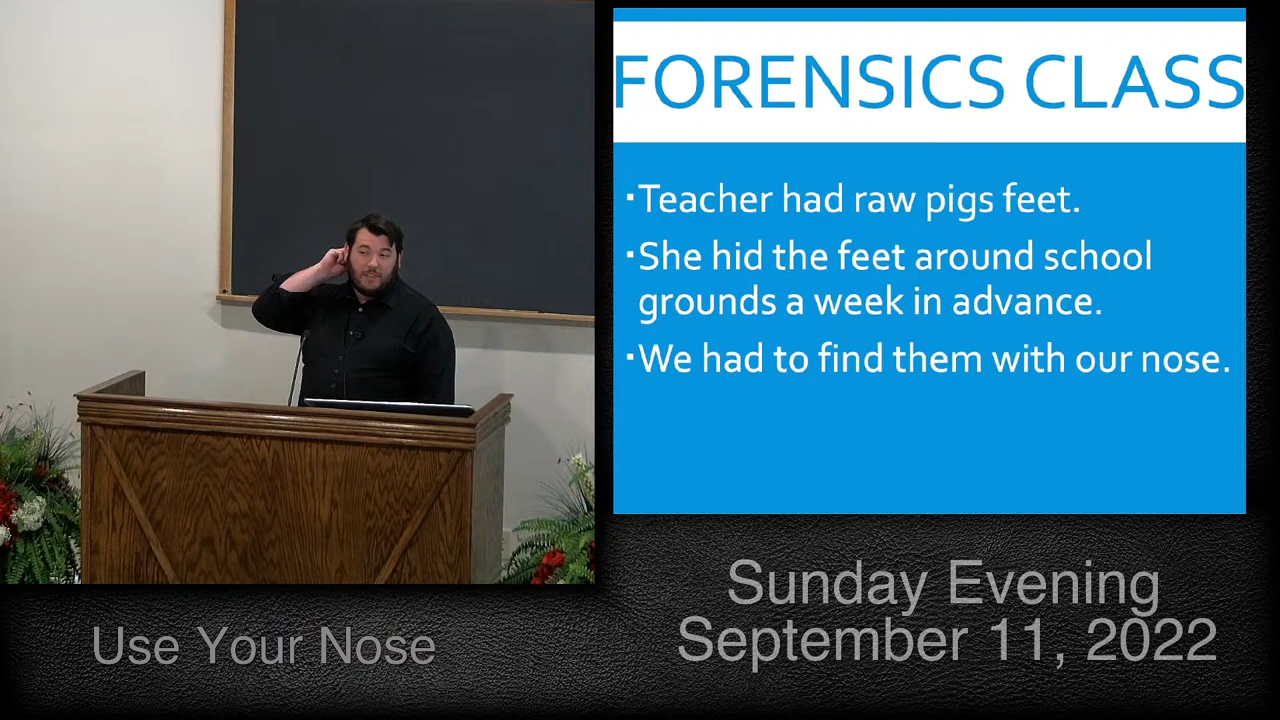 FORENSICS CLASS
▪Teacher had raw pigs feet.
▪She hid the feet around school
grounds a week in advance.
▪We had to find them with our nose.
Use Your Nose
Sunday Evening
September 11, 2022